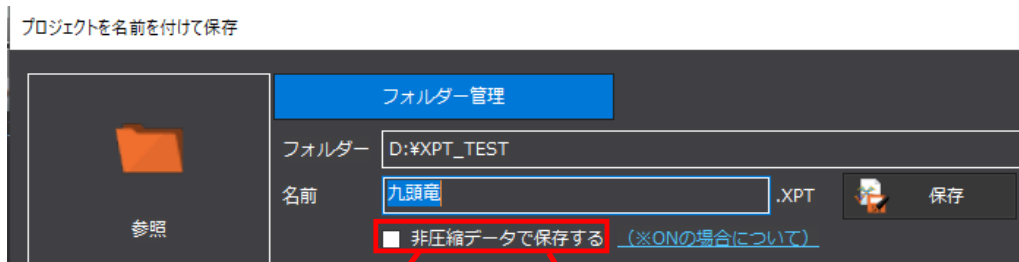 プロジェクトを名前を付けて保存
フォルダー管理
フォルダー D:¥XPT_TEST
名前 九頭竜 .XPT 保存
参照
非圧縮データで保存する (※ONの場合について)